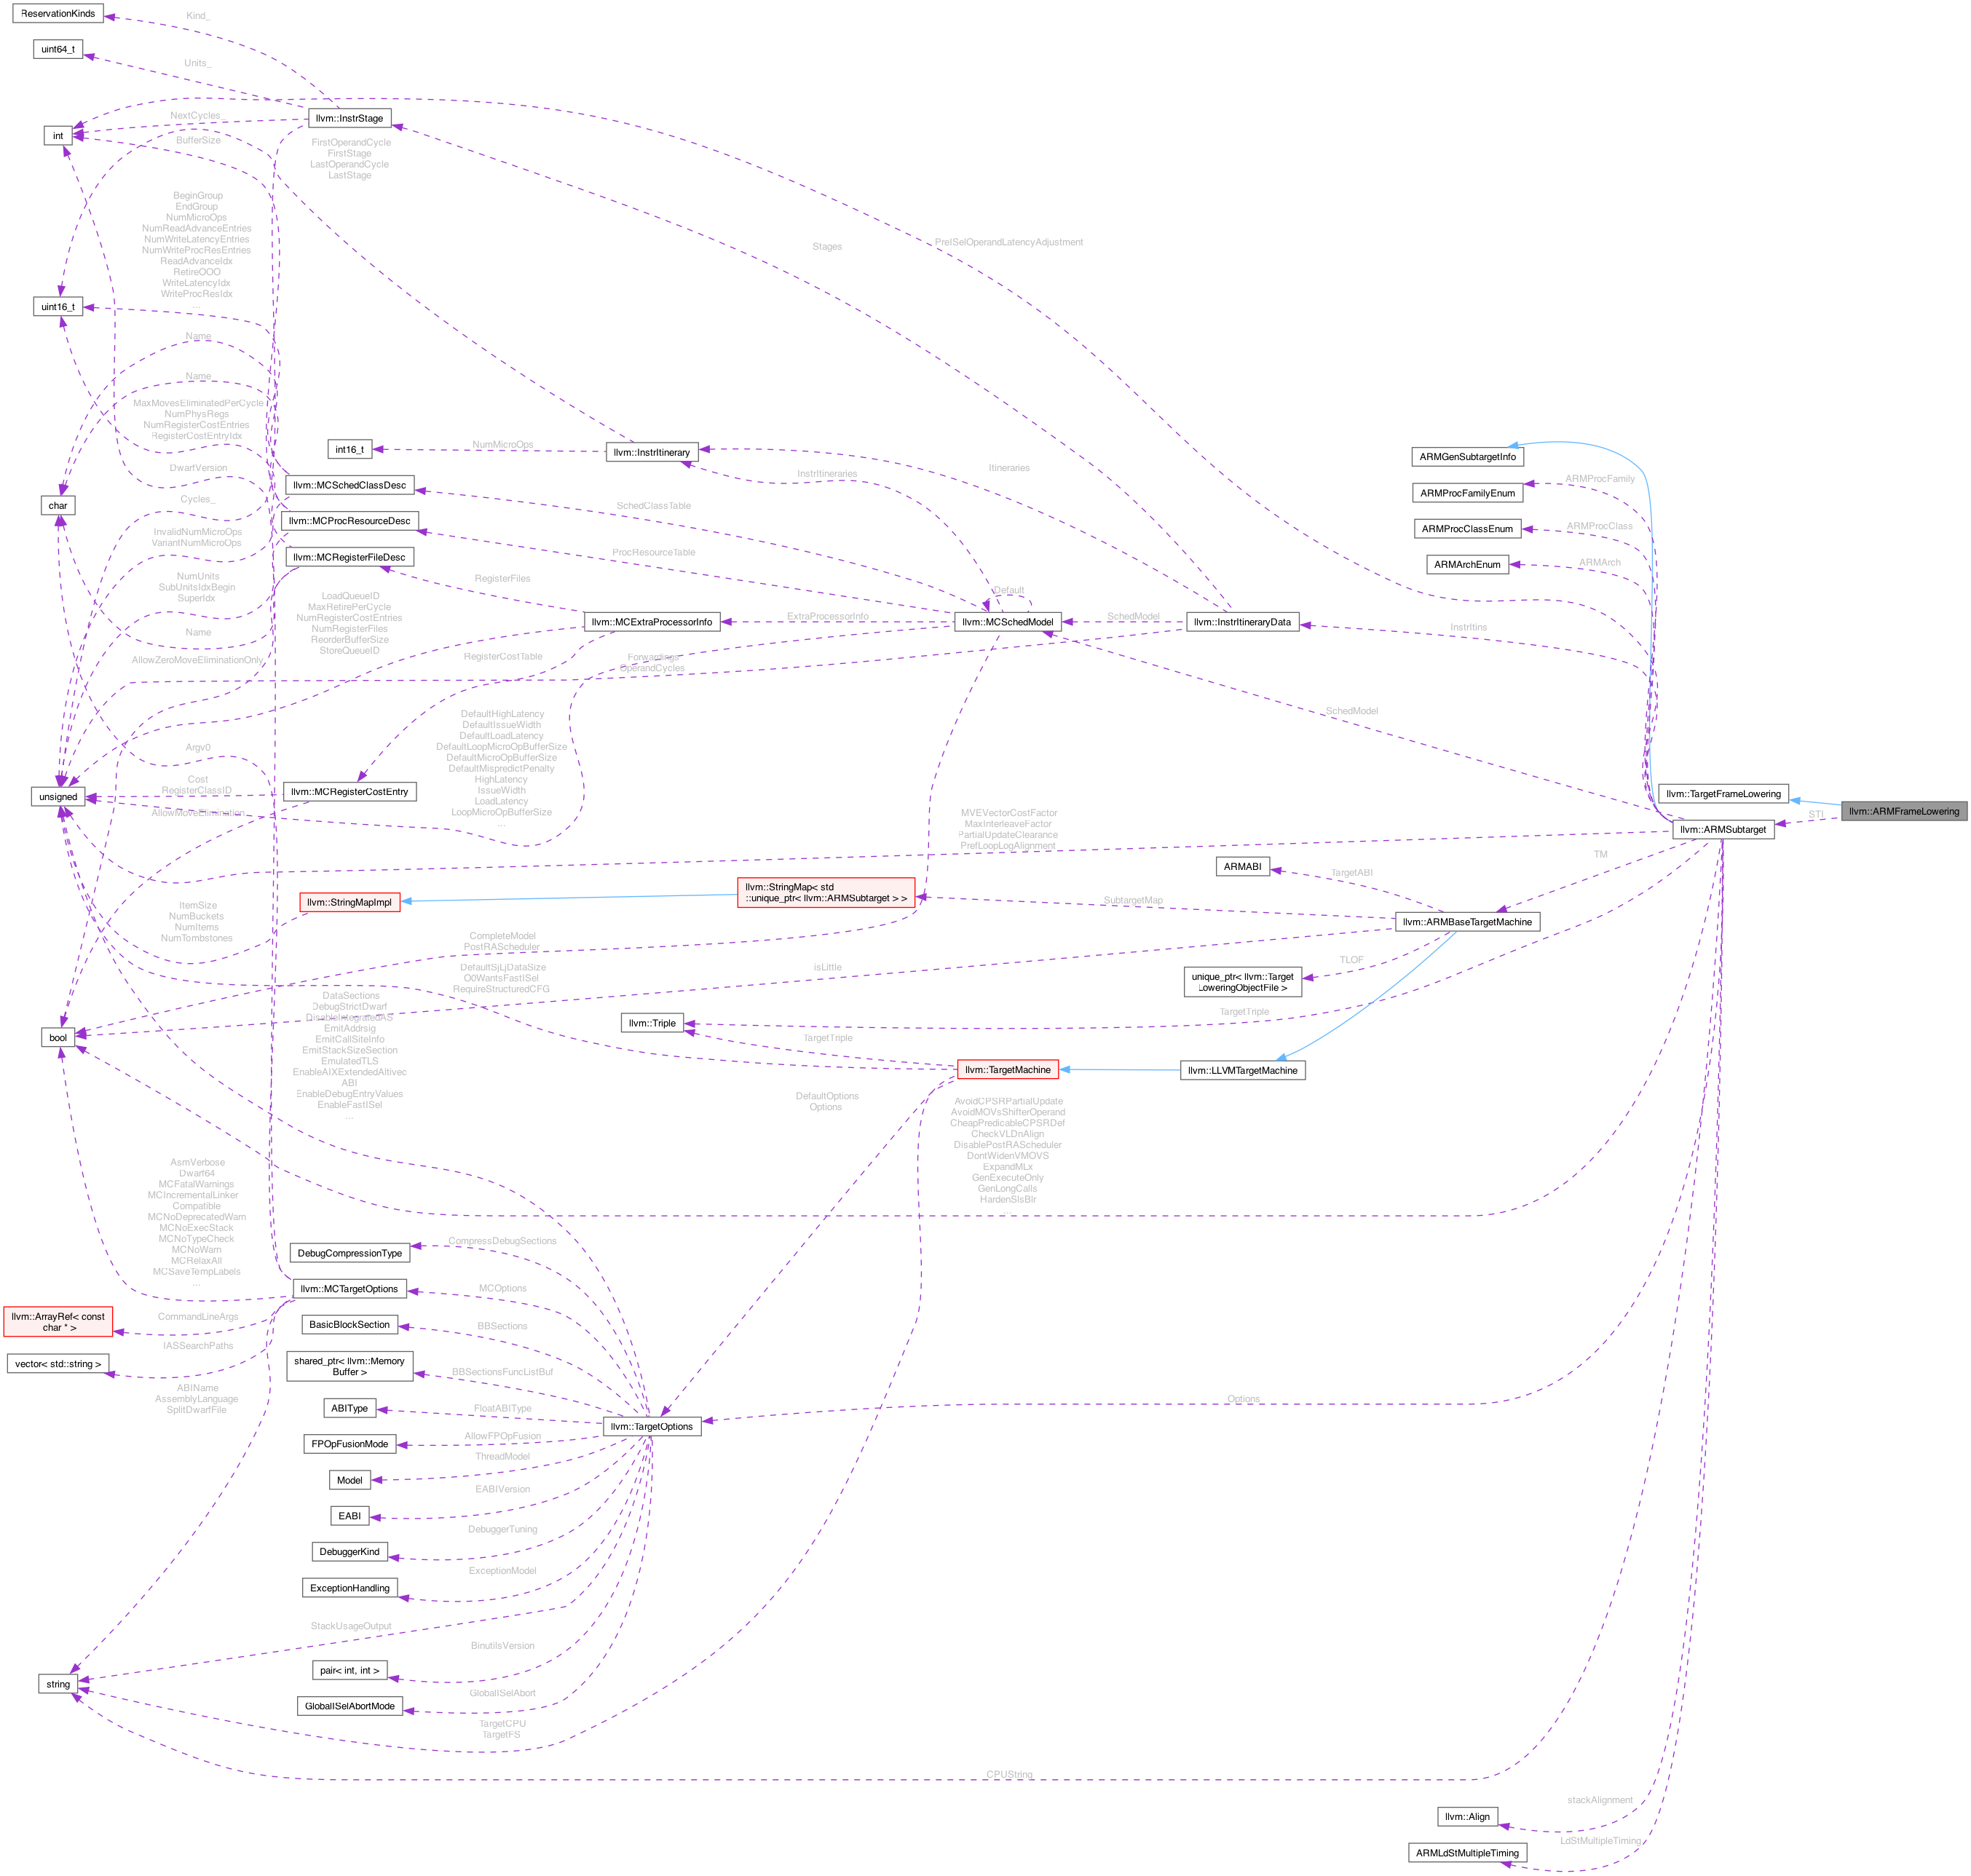 ReservationKinds
Kind_
uint64_t
Units_
llvm::InstrStage
NextCycles_
int
BufferSize
FirstOperandCycle
FirstStage
LastOperandCycle
LastStage
BeginGroup
EndGroup
NumMicroOps
NumReadAdvanceEntries
NumWriteLatencyEntries
NumWriteProcResEntries
ReadAdvanceIdx
RetireOOO
WriteLatencyIdx
WriteProcResIdx
...
uint16_t
Stages
PreISelOperandLatencyAdjustment
Name
Name
MaxMovesEliminatedPerCycle
NumPhysRegs
NumRegisterCostEntries
RegisterCostEntryIdx
int16_t
NumMicroOps
llvm::InstrItinerary
Itineraries
InstrItineraries
ARMGenSubtargetInfo
ARMProcFamily
ARMProcFamilyEnum
ARMProcClass
ARMProcClassEnum
ARMArch
ARMArchEnum
DwarfVersion
llvm::MCSchedClassDesc
SchedClassTable
char
Cycles_
llvm::MCProcResourceDesc
InvalidNumMicroOps
VariantNumMicroOps
llvm::MCRegisterFileDesc
ProcResourceTable
NumUnits
SubUnitsIdxBegin
SuperIdx
RegisterFiles
Default
LoadQueueID
MaxRetirePerCycle
NumRegisterCostEntries
NumRegisterFiles
ReorderBufferSize
StoreQueueID
llvm::MCExtraProcessorInfo
ExtraProcessorInfo
llvm::MCSchedModel
SchedModel
llvm::InstrItineraryData
InstrItins
Name
AllowZeroMoveEliminationOnly
RegisterCostTable
Forwardings
OperandCycles
SchedModel
DefaultHighLatency
DefaultIssueWidth
DefaultLoadLatency
DefaultLoopMicroOpBufferSize
DefaultMicroOpBufferSize
DefaultMispredictPenalty
HighLatency
IssueWidth
LoadLatency
LoopMicroOpBufferSize
...
Argv0
unsigned
Cost
RegisterClassID
llvm::MCRegisterCostEntry
AllowMoveElimination
MVEVectorCostFactor
MaxInterleaveFactor
PartialUpdateClearance
PrefLoopLogAlignment
llvm::TargetFrameLowering
llvm::ARMFrameLowering
STI
llvm::ARMSubtarget
TM
ARMABI
TargetABI
llvm::StringMap< std
::unique_ptr< llvm::ARMSubtarget > >
SubtargetMap
llvm::StringMapImpl
ItemSize
NumBuckets
NumItems
NumTombstones
llvm::ARMBaseTargetMachine
CompleteModel
PostRAScheduler
DefaultSjLjDataSize
O0WantsFastISel
RequireStructuredCFG
isLittle
TLOF
unique_ptr< llvm::Target
LoweringObjectFile >
DataSections
DebugStrictDwarf
DisableIntegratedAS
EmitAddrsig
EmitCallSiteInfo
EmitStackSizeSection
EmulatedTLS
EnableAIXExtendedAltivec
ABI
EnableDebugEntryValues
EnableFastISel
...
bool
llvm::Triple
TargetTriple
TargetTriple
llvm::TargetMachine
llvm::LLVMTargetMachine
DefaultOptions
Options
AvoidCPSRPartialUpdate
AvoidMOVsShifterOperand
CheapPredicableCPSRDef
CheckVLDnAlign
DisablePostRAScheduler
DontWidenVMOVS
ExpandMLx
GenExecuteOnly
GenLongCalls
HardenSlsBlr
...
AsmVerbose
Dwarf64
MCFatalWarnings
MCIncrementalLinker
Compatible
MCNoDeprecatedWarn
MCNoExecStack
MCNoTypeCheck
MCNoWarn
MCRelaxAll
MCSaveTempLabels
...
DebugCompressionType
CompressDebugSections
llvm::MCTargetOptions
MCOptions
llvm::ArrayRef< const
char * >
CommandLineArgs
BasicBlockSection
BBSections
IASSearchPaths
vector< std::string >
shared_ptr< llvm::Memory
Buffer >
BBSectionsFuncListBuf
ABIName
AssemblyLanguage
SplitDwarfFile
ABIType
FloatABIType
llvm::TargetOptions
Options
FPOpFusionMode
AllowFPOpFusion
ThreadModel
Model
EABIVersion
EABI
DebuggerTuning
DebuggerKind
ExceptionModel
ExceptionHandling
StackUsageOutput
BinutilsVersion
pair< int, int >
string
GlobalISelAbort
GlobalISelAbortMode
TargetCPU
TargetFS
CPUString
stackAlignment
llvm::Align
LdStMultipleTiming
ARMLdStMultipleTiming